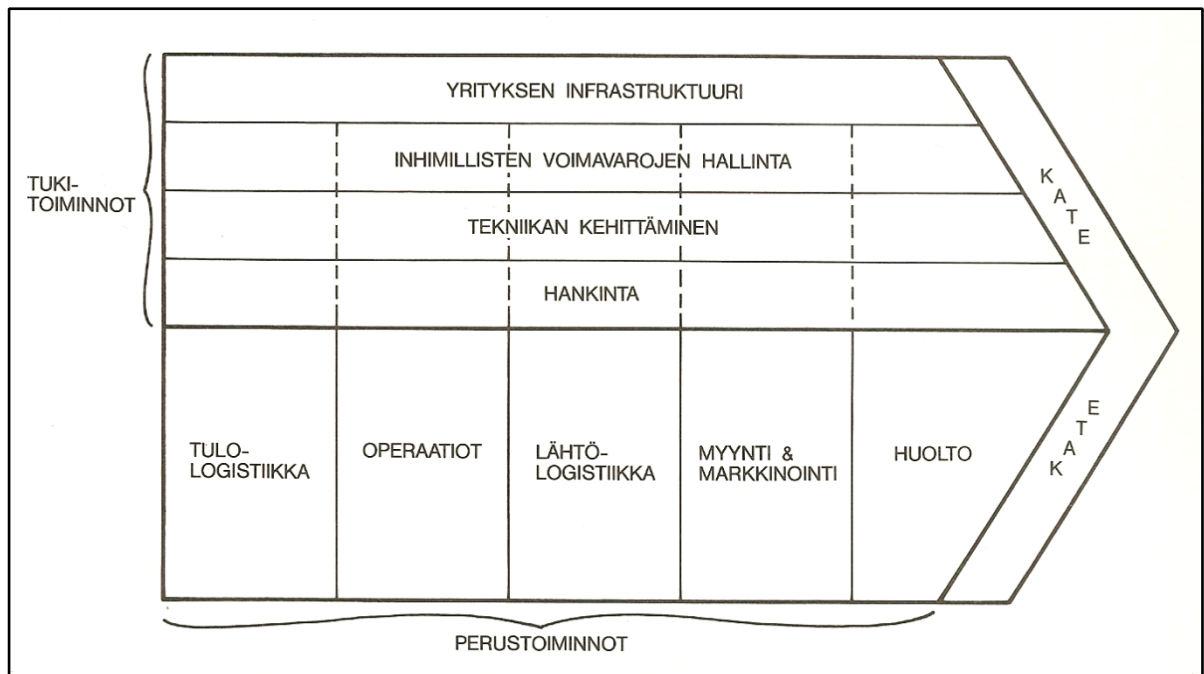 YRITYKSEN INFRASTRUKTUURI
INHIMILLISTEN VOIMAVAROJEN HALLINTA
TUKI-
TOIMINNOT
TEKNIIKAN KEHITTÄMINEN
HANKINTA
KATE
TULO-
LOGISTIIKKA
OPERAATIOT
LÄHTÖ-
LOGISTIIKKA
MYYNTI &
MARKKINOINTI
HUOLTO
KATE
PERUSTOIMINNOT